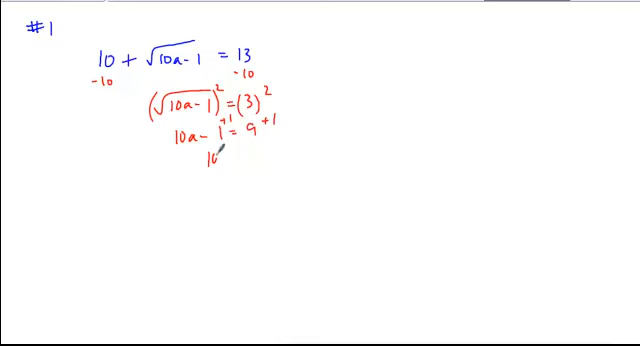 #1
10 + √10a-1 = 13
-10 -10
(√10a-1)² = (3)²
10a - 1 +1 = 9 +1
10